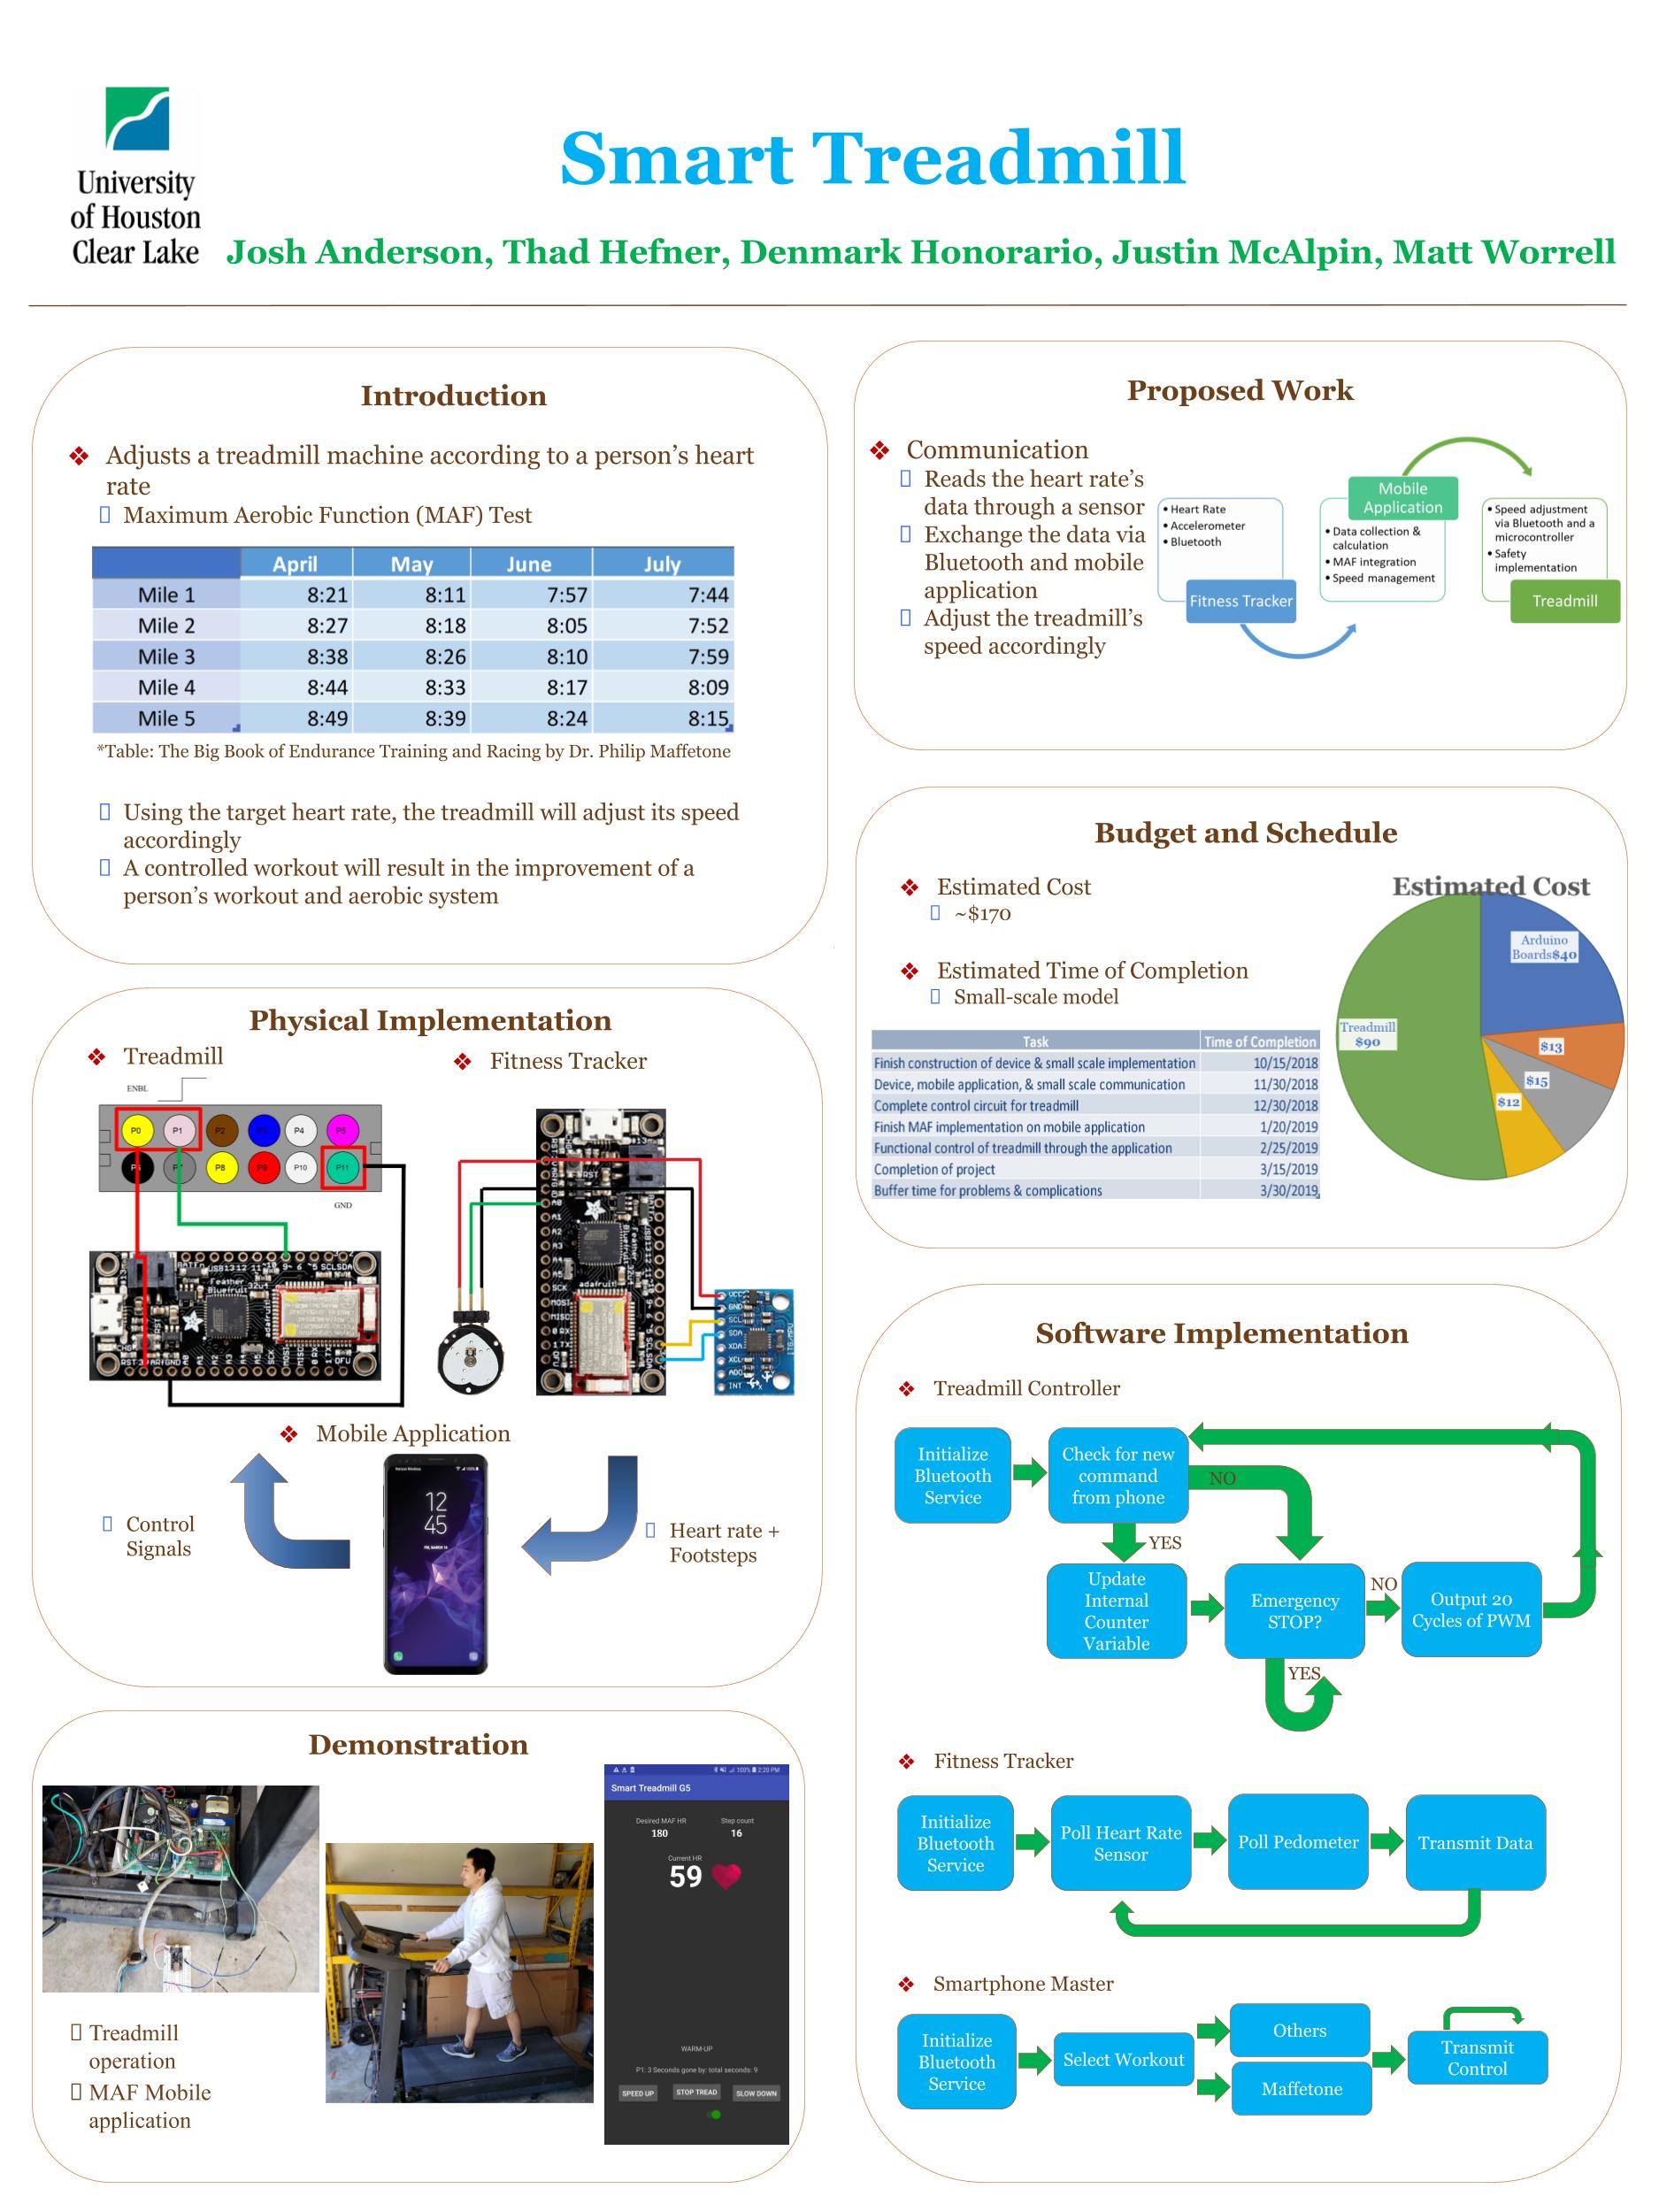 University
of Houston
Clear Lake
Smart Treadmill
Josh Anderson, Thad Hefner, Denmark Honorario, Justin McAlpin, Matt Worrell
Introduction
❖ Adjusts a treadmill machine according to a person's heart
rate
Maximum Aerobic Function (MAF) Test
April May June July
Mile 1 8:21 8:11 7:57 7:44
Mile 2 8:27 8:18 8:05 7:52
Mile 3 8:38 8:26 8:10 7:59
Mile 4 8:44 8:33 8:17 8:09
Mile 5 8:49 8:39 8:24 8:15
*Table: The Big Book of Endurance Training and Racing by Dr. Philip Maffetone
Using the target heart rate, the treadmill will adjust its speed
accordingly
A controlled workout will result in the improvement of a
person's workout and aerobic system
Proposed Work
❖ Communication
Reads the heart rate's
data through a sensor
Exchange the data via
Bluetooth and mobile
application
Adjust the treadmill's
speed accordingly
• Heart Rate
• Accelerometer
• Bluetooth
Fitness Tracker
Mobile
Application
• Data collection &
calculation
• MAF integration
• Speed management
• Speed adjustment
via Bluetooth and a
microcontroller
• Safety
implementation
Treadmill
Budget and Schedule
❖ Estimated Cost
~$170
❖ Estimated Time of Completion
Small-scale model
Estimated Cost
Arduino
Boards$40
$13
$15
$12
Treadmill
$90
Task Time of Completion
Finish construction of device & small scale implementation 10/15/2018
Device, mobile application, & small scale communication 11/30/2018
Complete control circuit for treadmill 12/30/2018
Finish MAF implementation on mobile application 1/20/2019
Functional control of treadmill through the application 2/25/2019
Completion of project 3/15/2019
Buffer time for problems & complications 3/30/2019
Physical Implementation
❖ Treadmill
ENBL
P0 P1 P2 P4 P5
P8 P9 P10 P11
GND
Feather
Bluefruit
❖ Fitness Tracker
adafruit
VCC
GND
SCL
SDA
XDA
XCL
ADO
INT
ITG/MPU
❖ Mobile Application
Control
Signals
12
45
Heart rate +
Footsteps
Demonstration
Treadmill
operation
MAF Mobile
application
100% 2:20 PM
Smart Treadmill G5
Desired MAF HR Step count
180 16
Current HR
59
WARM-UP
P1: 3 Seconds gone by: total seconds: 9
SPEED UP STOP TREAD SLOW DOWN
Software Implementation
❖ Treadmill Controller
Initialize
Bluetooth
Service
Check for new
command
from phone
NO
YES
Update
Internal
Counter
Variable
Emergency
STOP?
NO
Output 20
Cycles of PWM
YES
❖ Fitness Tracker
Initialize
Bluetooth
Service
Poll Heart Rate
Sensor
Poll Pedometer
Transmit Data
❖ Smartphone Master
Initialize
Bluetooth
Service
Select Workout
Others
Maffetone
Transmit
Control